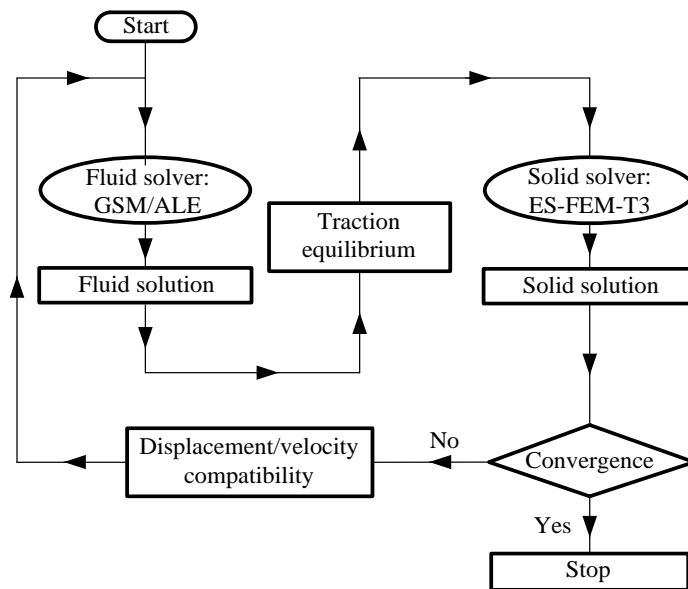 Start
Fluid solver:
GSM/ALE
Fluid solution
Traction
equilibrium
Solid solver:
ES-FEM-T3
Solid solution
Convergence
No
Displacement/velocity
compatibility
Yes
Stop